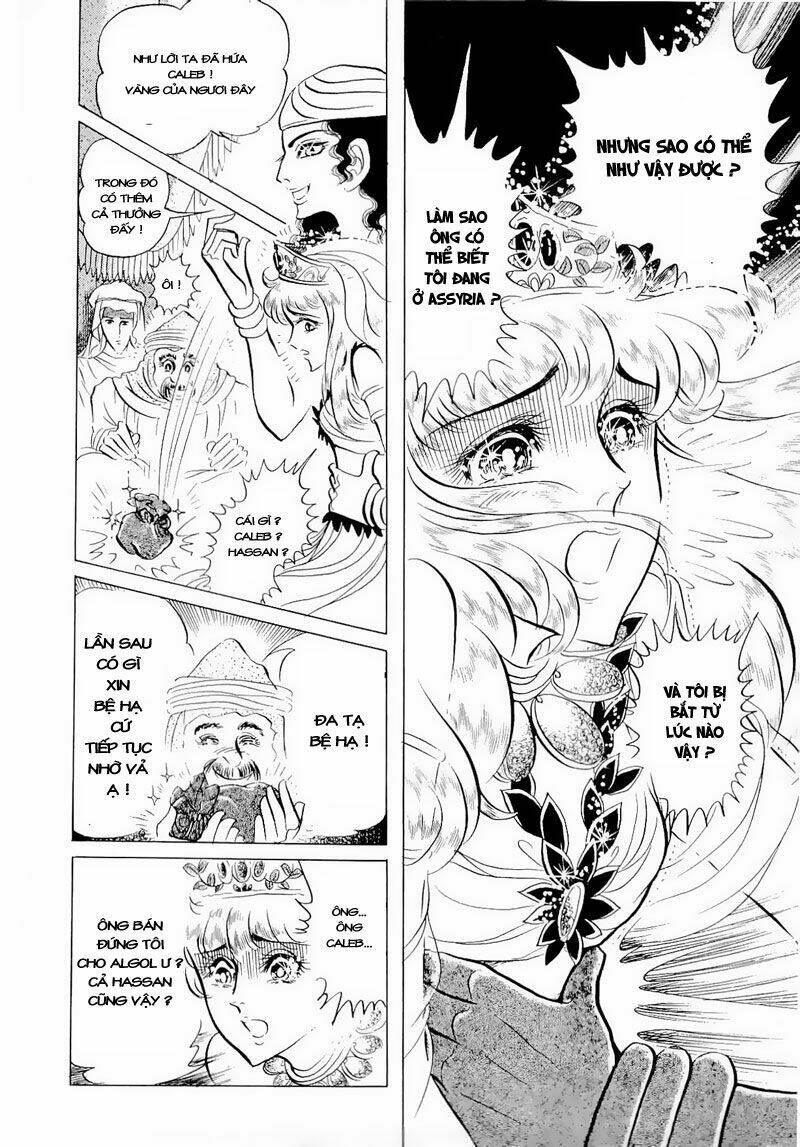 NHƯ LỜI TA ĐÃ HỨA
CALEB !
VÀNG CỦA NGƯƠI ĐÂY
TRONG ĐÓ
CÓ THÊM
CẢ THƯỞNG
ĐẤY !
ÔI !
CÁI GÌ ?
CALEB ?
HASSAN ?
LẦN SAU
CÓ GÌ
XIN
BỆ HẠ
CỨ
TIẾP TỤC
NHỜ VẢ
Ạ !
ĐA TẠ
BỆ HẠ !
ÔNG...
ÔNG
CALEB...
ÔNG BÁN
ĐỨNG TÔI
CHO ALGOL Ư ?
CẢ HASSAN
CŨNG VẬY ?
NHƯNG SAO CÓ THỂ
NHƯ VẬY ĐƯỢC ?
LÀM SAO
ÔNG CÓ
THỂ BIẾT
TÔI ĐANG
Ở ASSYRIA ?
VÀ TÔI BỊ
BẮT TỪ
LÚC NÀO
VẬY ?